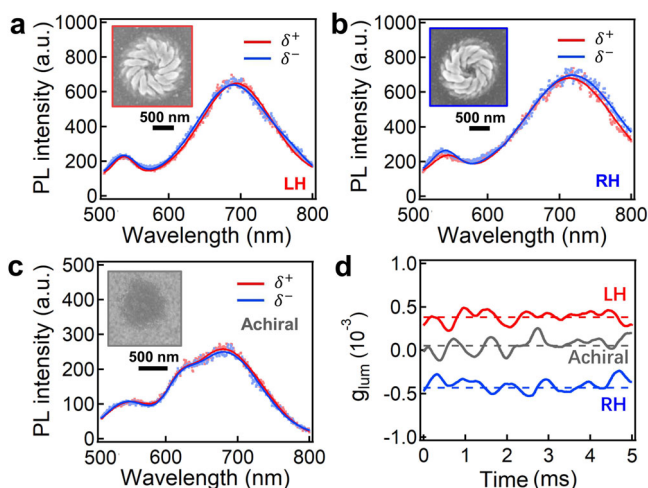 a
1000
800
600
400
200
0
PL intensity (a.u.)
500 nm
δ+
δ−
LH
510 600 700 800
Wavelength (nm)
b
1000
800
600
400
200
0
PL intensity (a.u.)
500 nm
δ+
δ−
RH
510 600 700 800
Wavelength (nm)
c
500
400
300
200
100
0
PL intensity (a.u.)
500 nm
δ+
δ−
Achiral
510 600 700 800
Wavelength (nm)
d
1.0
0.5
0.0
-0.5
-1.0
glum (10-3)
LH
Achiral
RH
0 1 2 3 4 5
Time (ms)